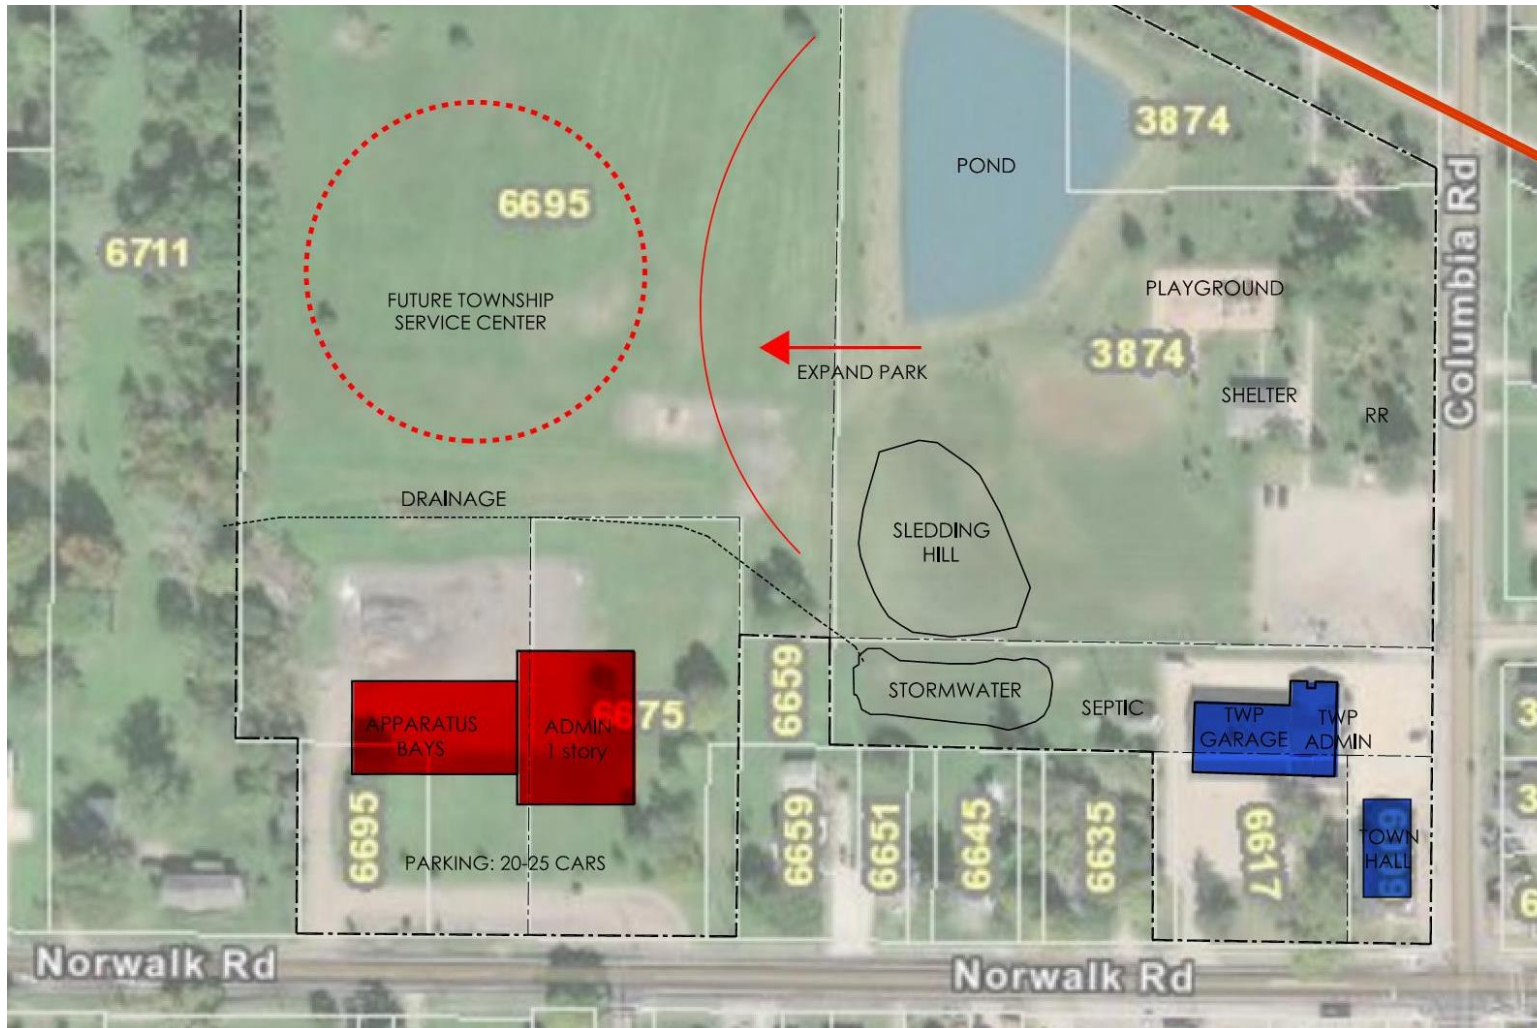 3874
POND
6695
6711
Columbia Rd
PLAYGROUND
FUTURE TOWNSHIP
SERVICE CENTER
3874
EXPAND PARK
SHELTER
RR
DRAINAGE
SLEDDING
HILL
6659
STORMWATER
SEPTIC
APPARATUS
BAYS
ADMIN
1 story
6675
TWP
GARAGE
TWP
ADMIN
6695
PARKING: 20-25 CARS
6659
6651
6645
6635
6617
TOWN
HALL
Norwalk Rd
Norwalk Rd